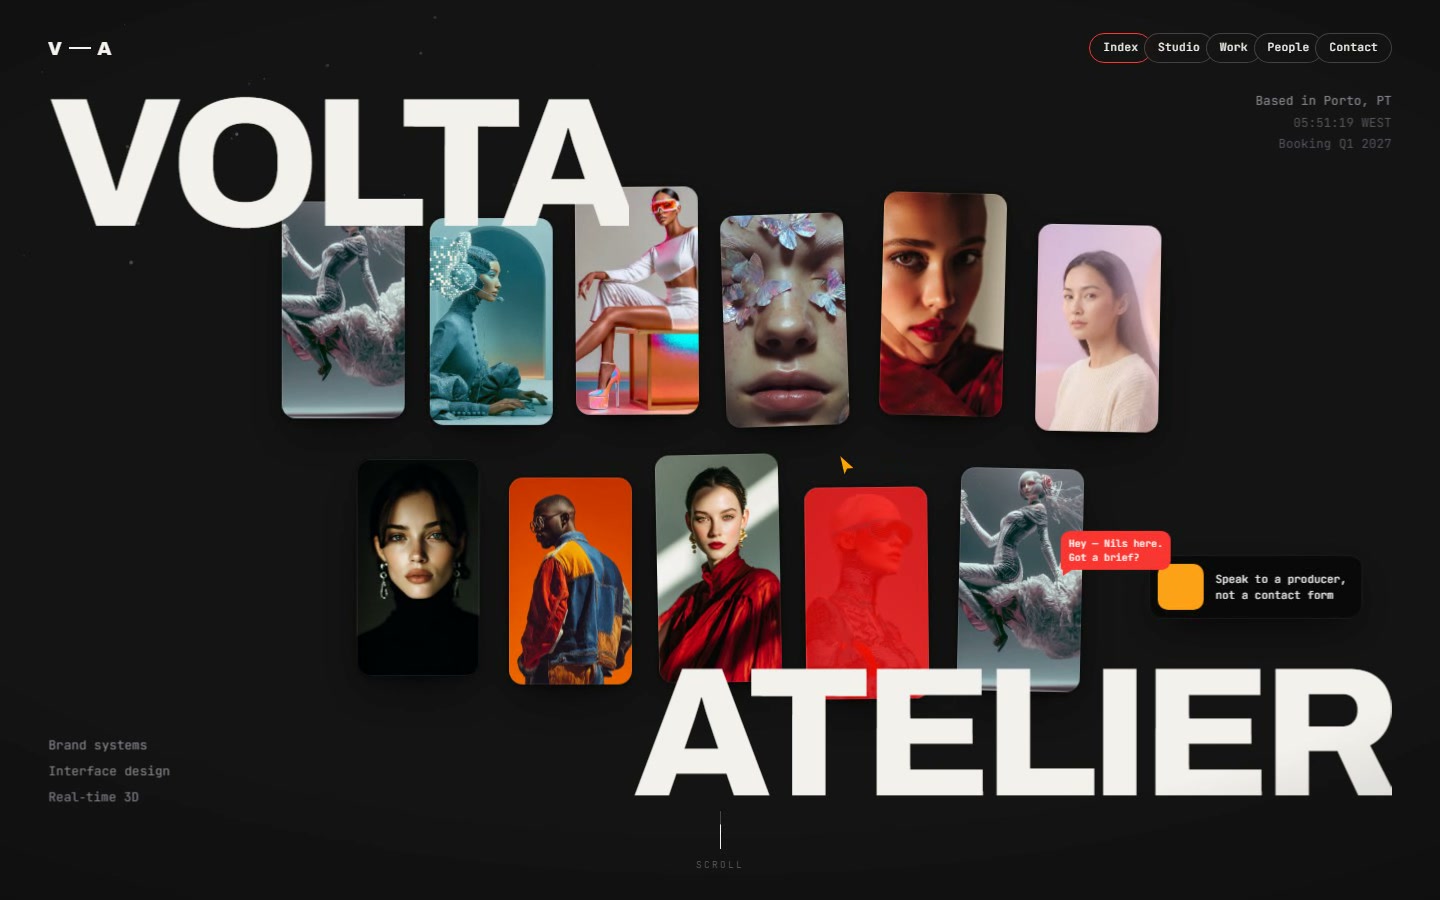 V — A
Index
Studio
Work
People
Contact
VOLTA
Based in Porto, PT
05:51:19 WEST
Booking Q1 2027
Hey — Nils here.
Got a brief?
Speak to a producer,
not a contact form
ATELIER
Brand systems
Interface design
Real-time 3D
SCROLL